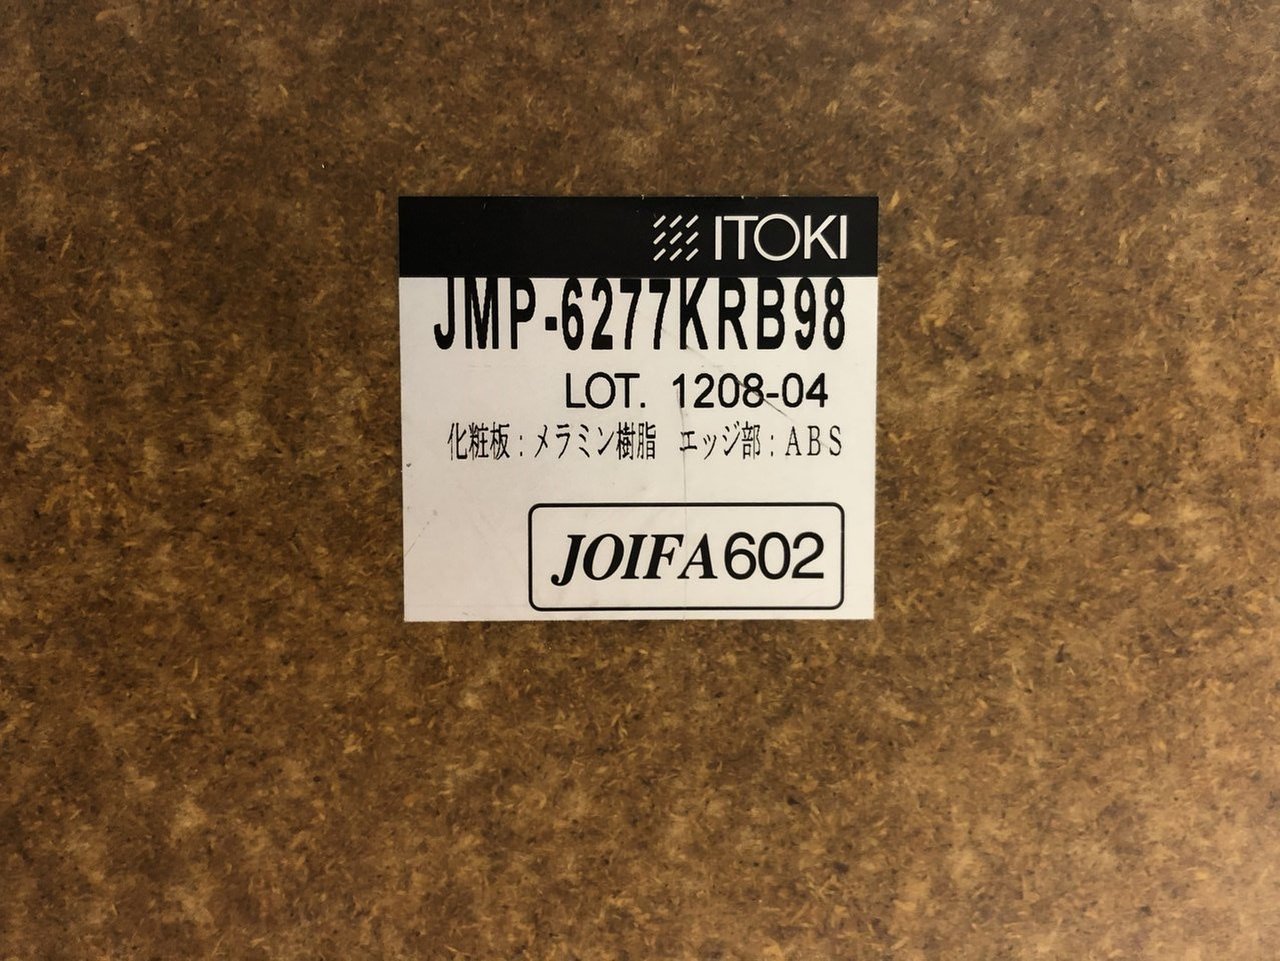 ITOKI
JMP-6277KRB98
LOT. 1208-04
化粧板：メラミン樹脂 エッジ部：ABS
JOIFA602